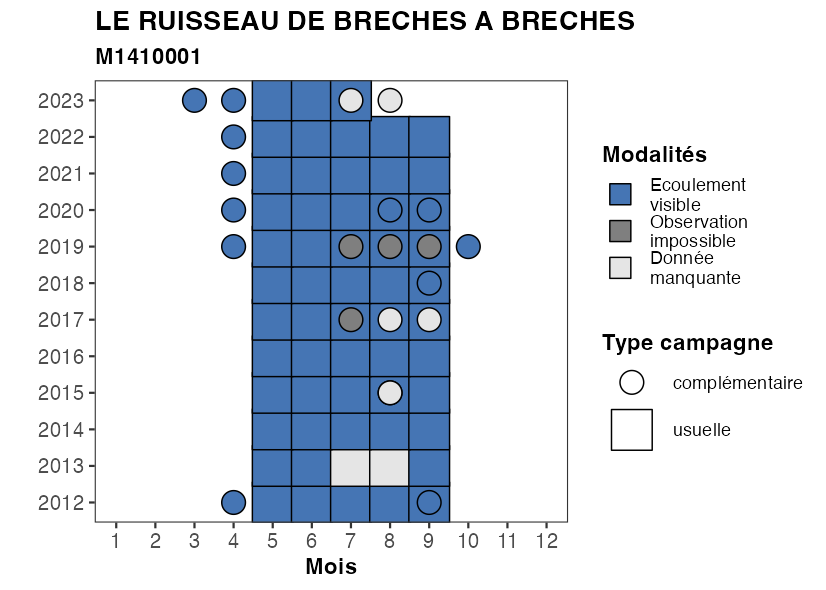 LE RUISSEAU DE BRECHES A BRECHES
M1410001
2023
2022
2021
2020
2019
2018
2017
2016
2015
2014
2013
2012
1 2 3 4 5 6 7 8 9 10 11 12
Mois
Modalités
Ecoulement
visible
Observation
impossible
Donnée
manquante
Type campagne
complémentaire
usuelle